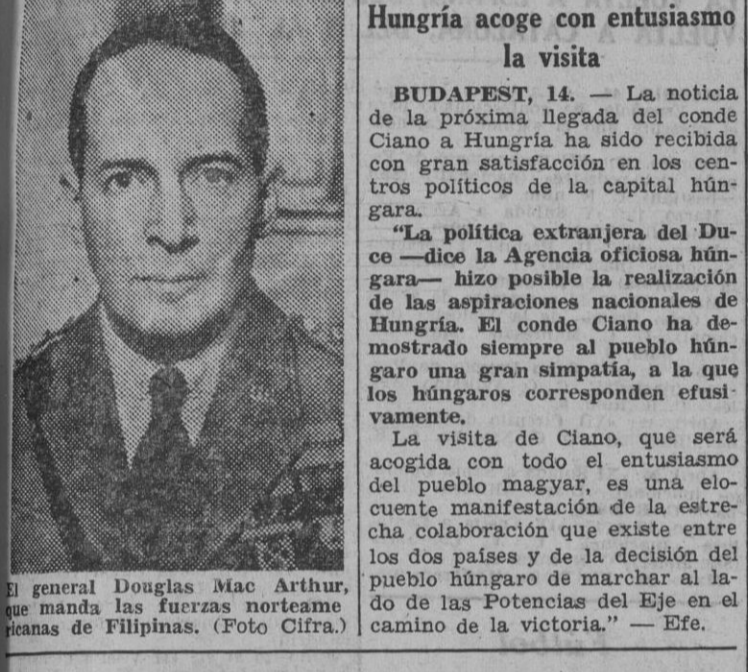 Hungría acoge con entusiasmo
la visita
BUDAPEST, 14. — La noticia
de la próxima llegada del conde
Ciano a Hungría ha sido recibida
con gran satisfacción en los cen-
tros políticos de la capital hún-
gara.
“La política extranjera del Du-
ce —dice la Agencia oficiosa hún-
gara— hizo posible la realización
de las aspiraciones nacionales de
Hungría. El conde Ciano ha de-
mostrado siempre al pueblo hún-
garo una gran simpatía, a la que
los húngaros corresponden efusi-
vamente.
La visita de Ciano, que será
acogida con todo el entusiasmo
del pueblo magyar, es una elo-
cuente manifestación de la estre-
cha colaboración que existe entre
los dos países y de la decisión del
pueblo húngaro de marchar al la-
do de las Potencias del Eje en el
camino de la victoria.” — Efe.
El general Douglas Mac Arthur,
que manda las fuerzas norteame
ricanas de Filipinas. (Foto Cifra.)